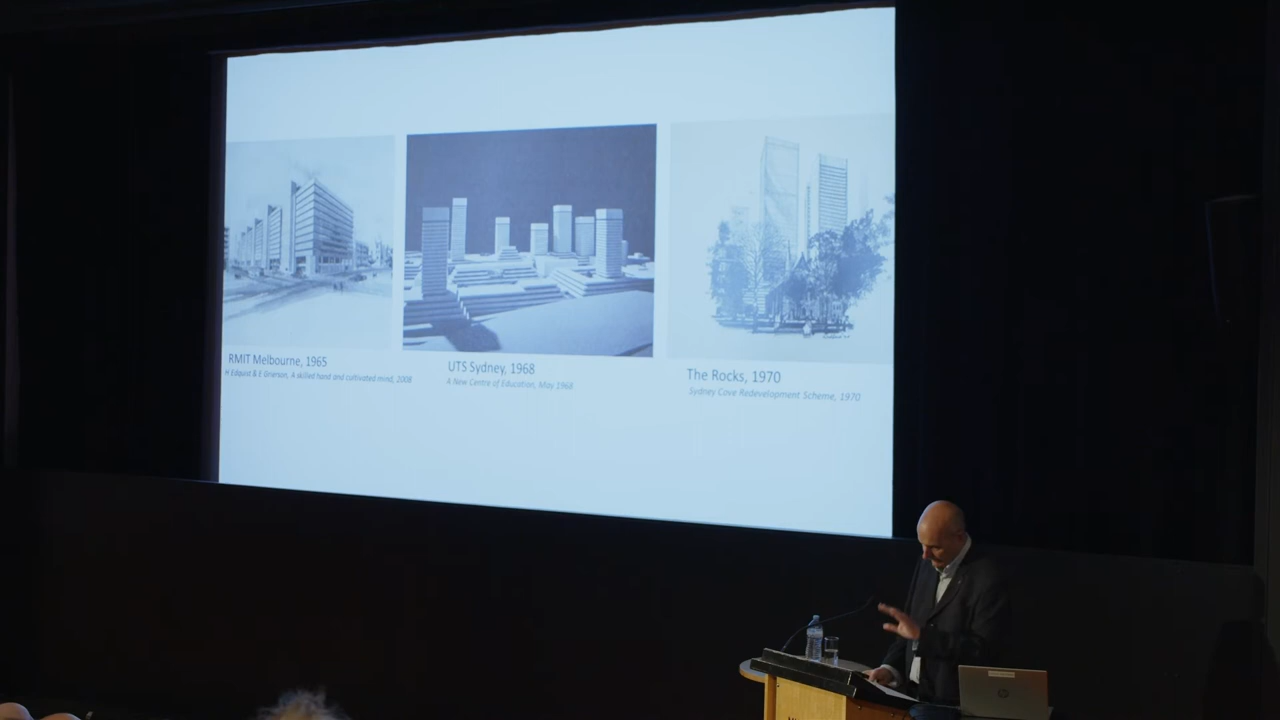 RMIT Melbourne, 1965
H Edquist & E Grierson, A skilled hand and cultivated mind, 2008
UTS Sydney, 1968
A New Centre of Education, May 1968
The Rocks, 1970
Sydney Cove Redevelopment Scheme, 1970